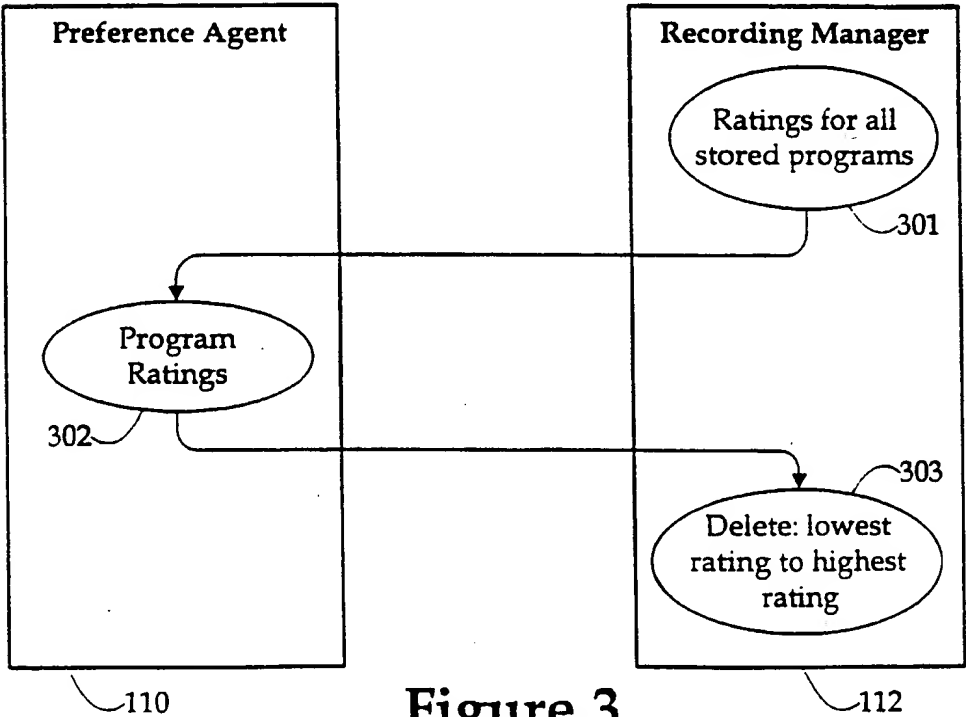 Preference Agent
Recording Manager
Ratings for all
stored programs
301
Program
Ratings
302
303
Delete: lowest
rating to highest
rating
110
Figure 3
112